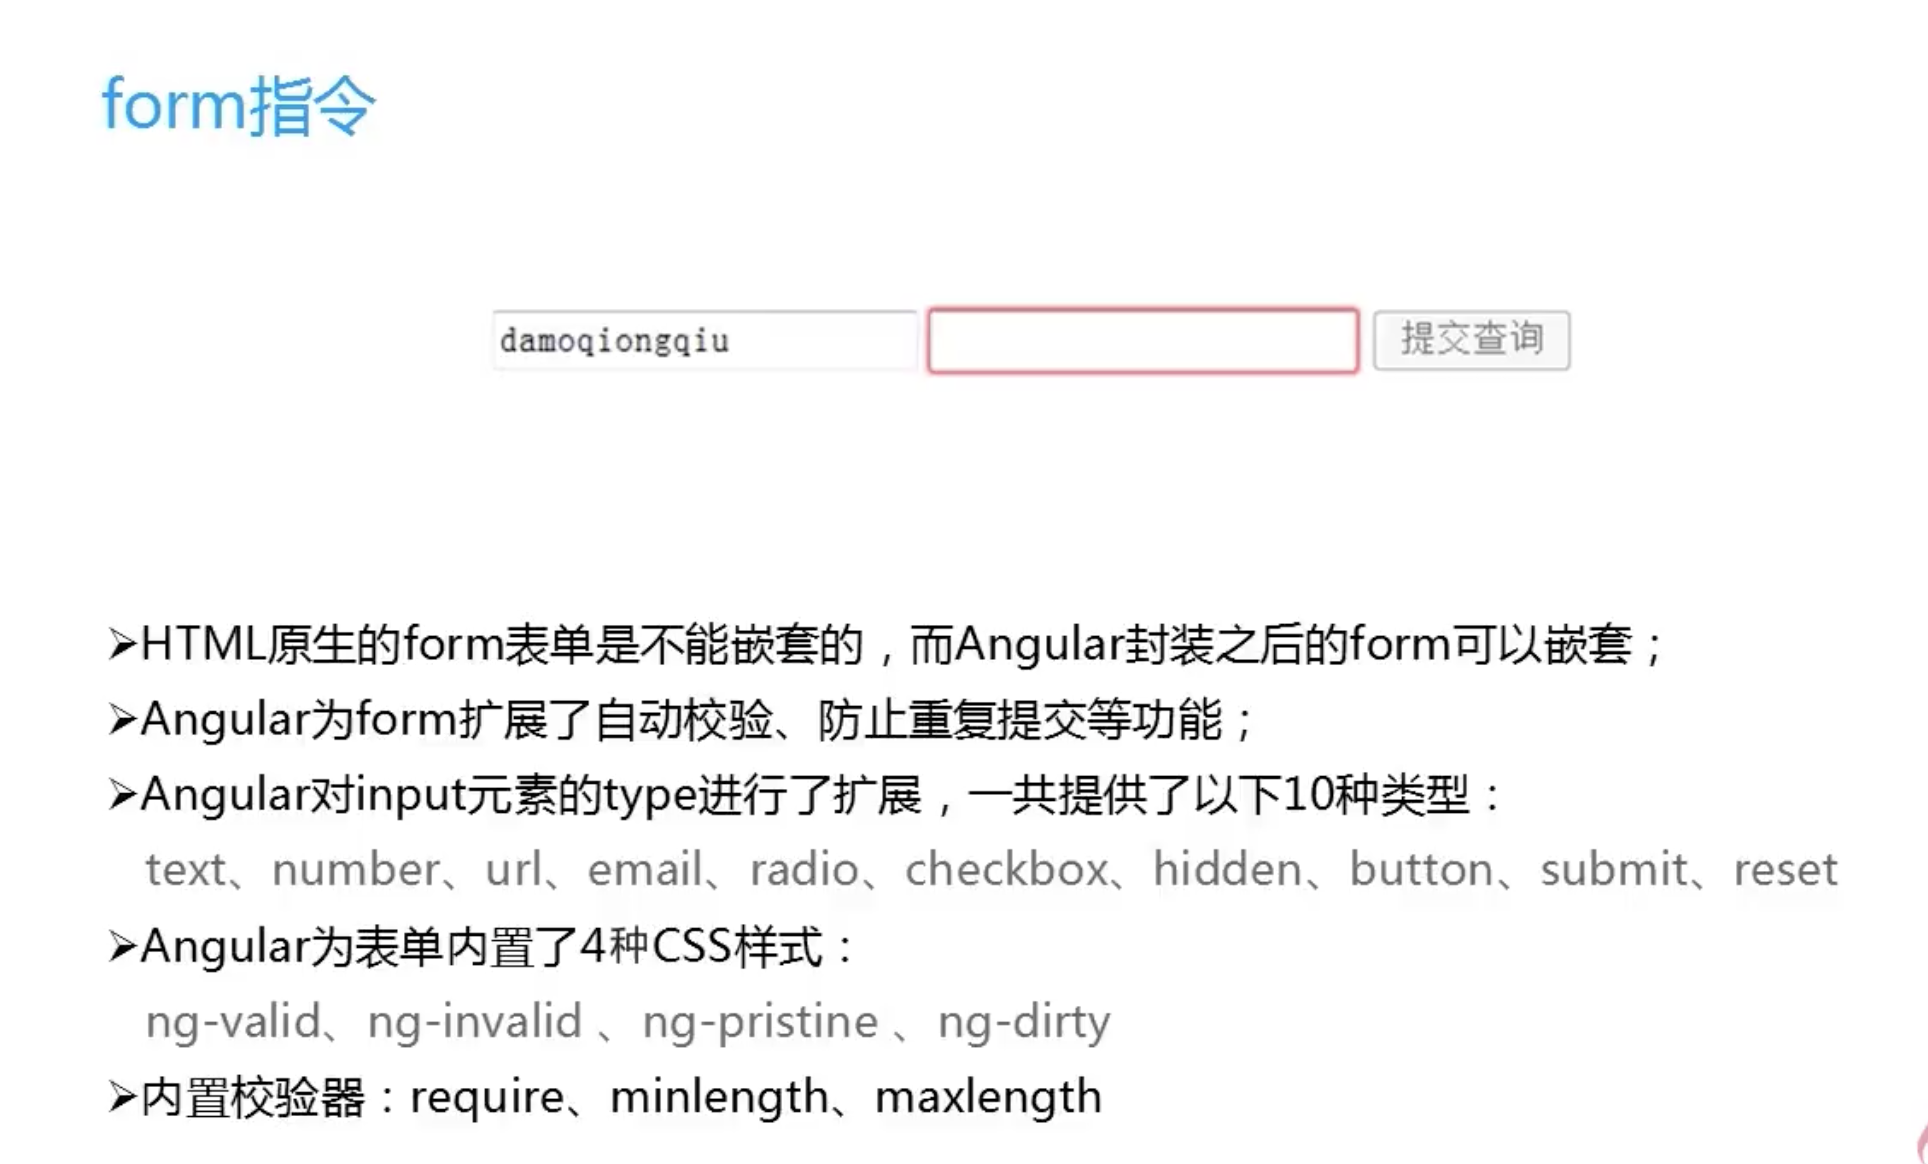 form指令
damoqiongqiu 提交查询
➢HTML原生的form表单是不能嵌套的，而Angular封装之后的form可以嵌套；
➢Angular为form扩展了自动校验、防止重复提交等功能；
➢Angular对input元素的type进行了扩展，一共提供了以下10种类型：
text、number、url、email、radio、checkbox、hidden、button、submit、reset
➢Angular为表单内置了4种CSS样式：
ng-valid、ng-invalid 、ng-pristine 、ng-dirty
➢内置校验器：require、minlength、maxlength